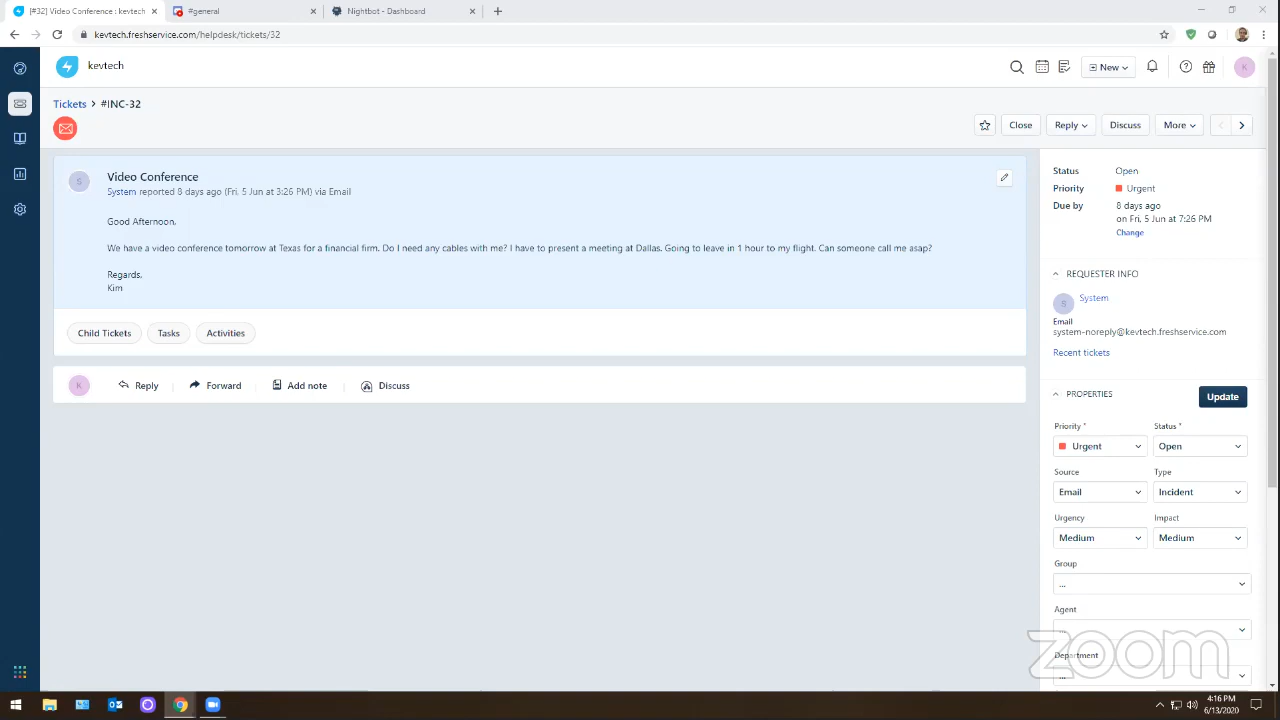 [#32] Video Conference : kevtech
#general
Nightbot - Dashboard
kevtech.freshservice.com/helpdesk/tickets/32
kevtech
New
K
Tickets > #INC-32
Close
Reply
Discuss
More
S
Video Conference
System reported 8 days ago (Fri, 5 Jun at 3:26 PM) via Email
Good Afternoon,
We have a video conference tomorrow at Texas for a financial firm. Do I need any cables with me? I have to present a meeting at Dallas. Going to leave in 1 hour to my flight. Can someone call me asap?
Regards,
Kim
Child Tickets
Tasks
Activities
K
Reply
Forward
Add note
Discuss
Status
Open
Priority
Urgent
Due by
8 days ago
on Fri, 5 Jun at 7:26 PM
Change
REQUESTER INFO
S
System
Email
system-noreply@kevtech.freshservice.com
Recent tickets
PROPERTIES
Update
Priority *
Status *
Urgent
Open
Source
Type
Email
Incident
Urgency
Impact
Medium
Medium
Group
...
Agent
...
Department
...
zoom
4:16 PM
6/13/2020